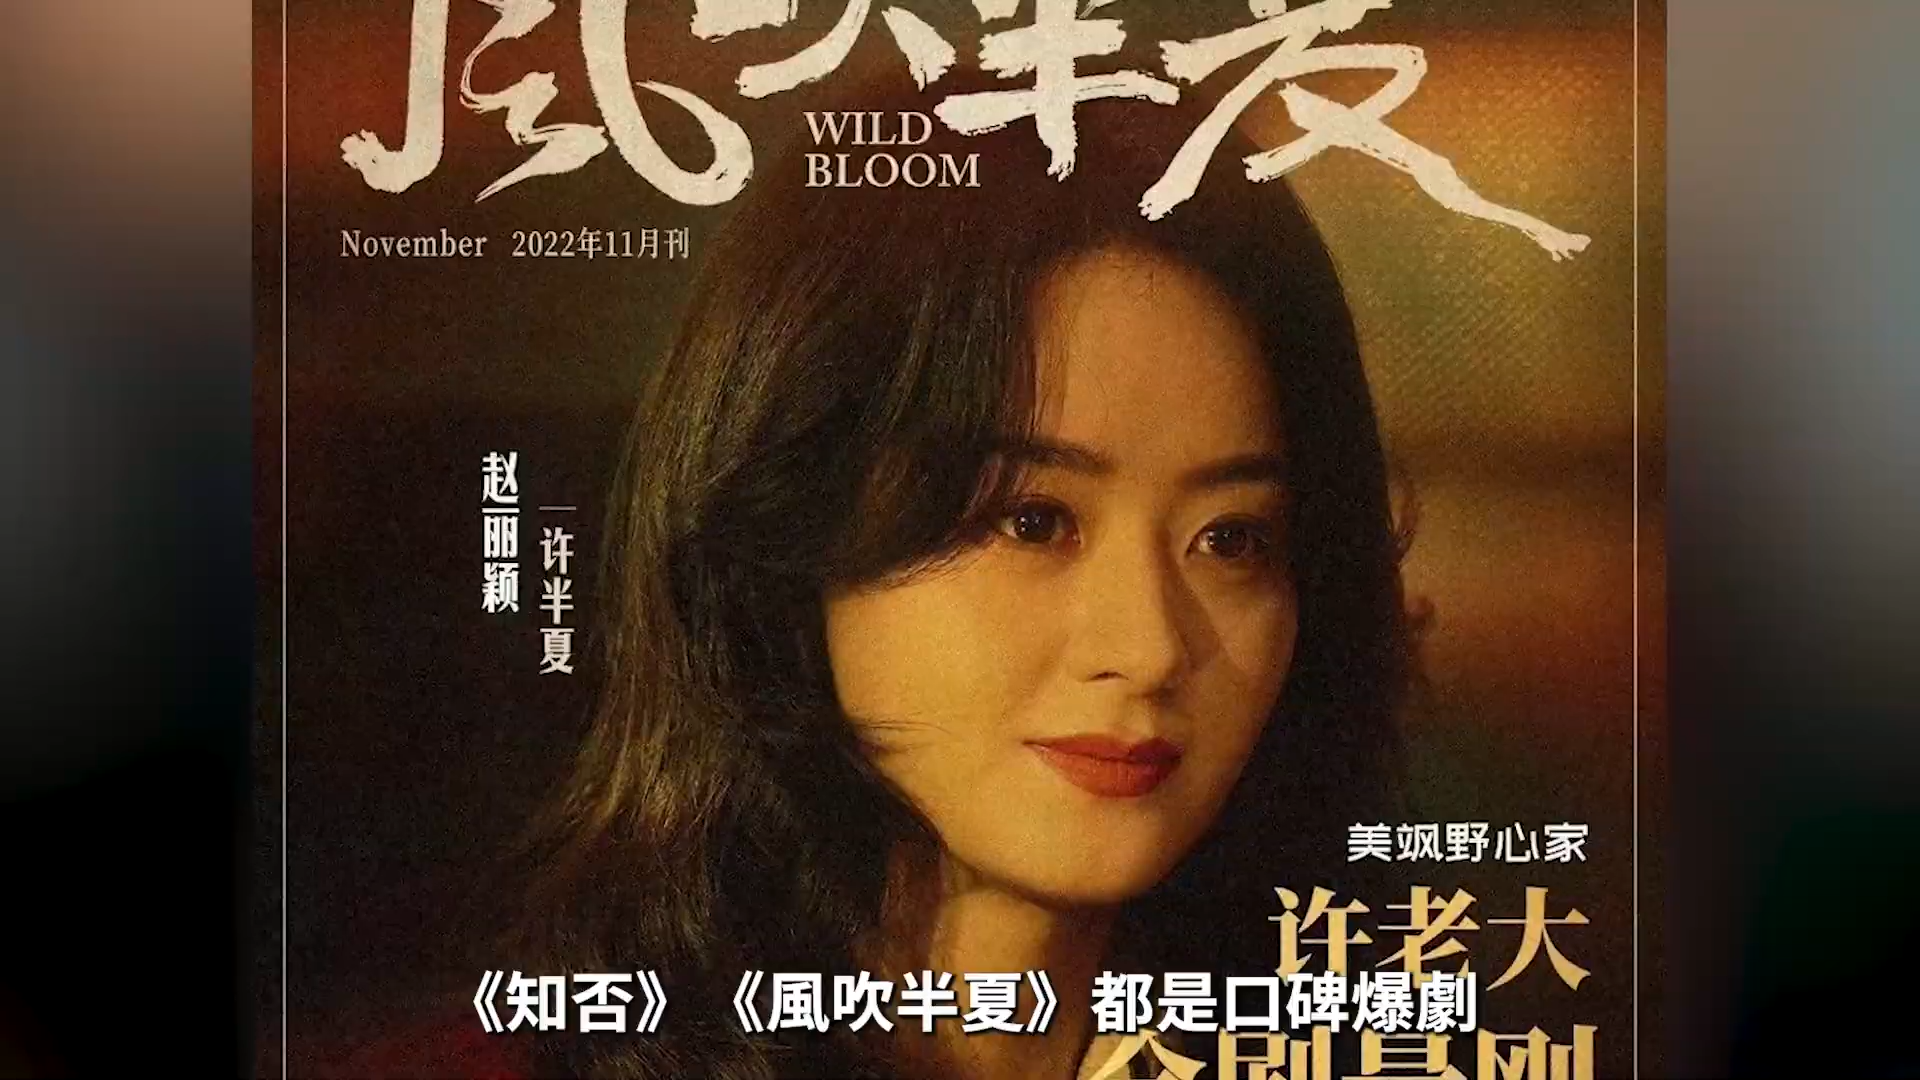 風吹半夏
WILD
BLOOM
November 2022年11月刊
赵丽颖
许半夏
美飒野心家
许老大
《知否》《風吹半夏》都是口碑爆劇